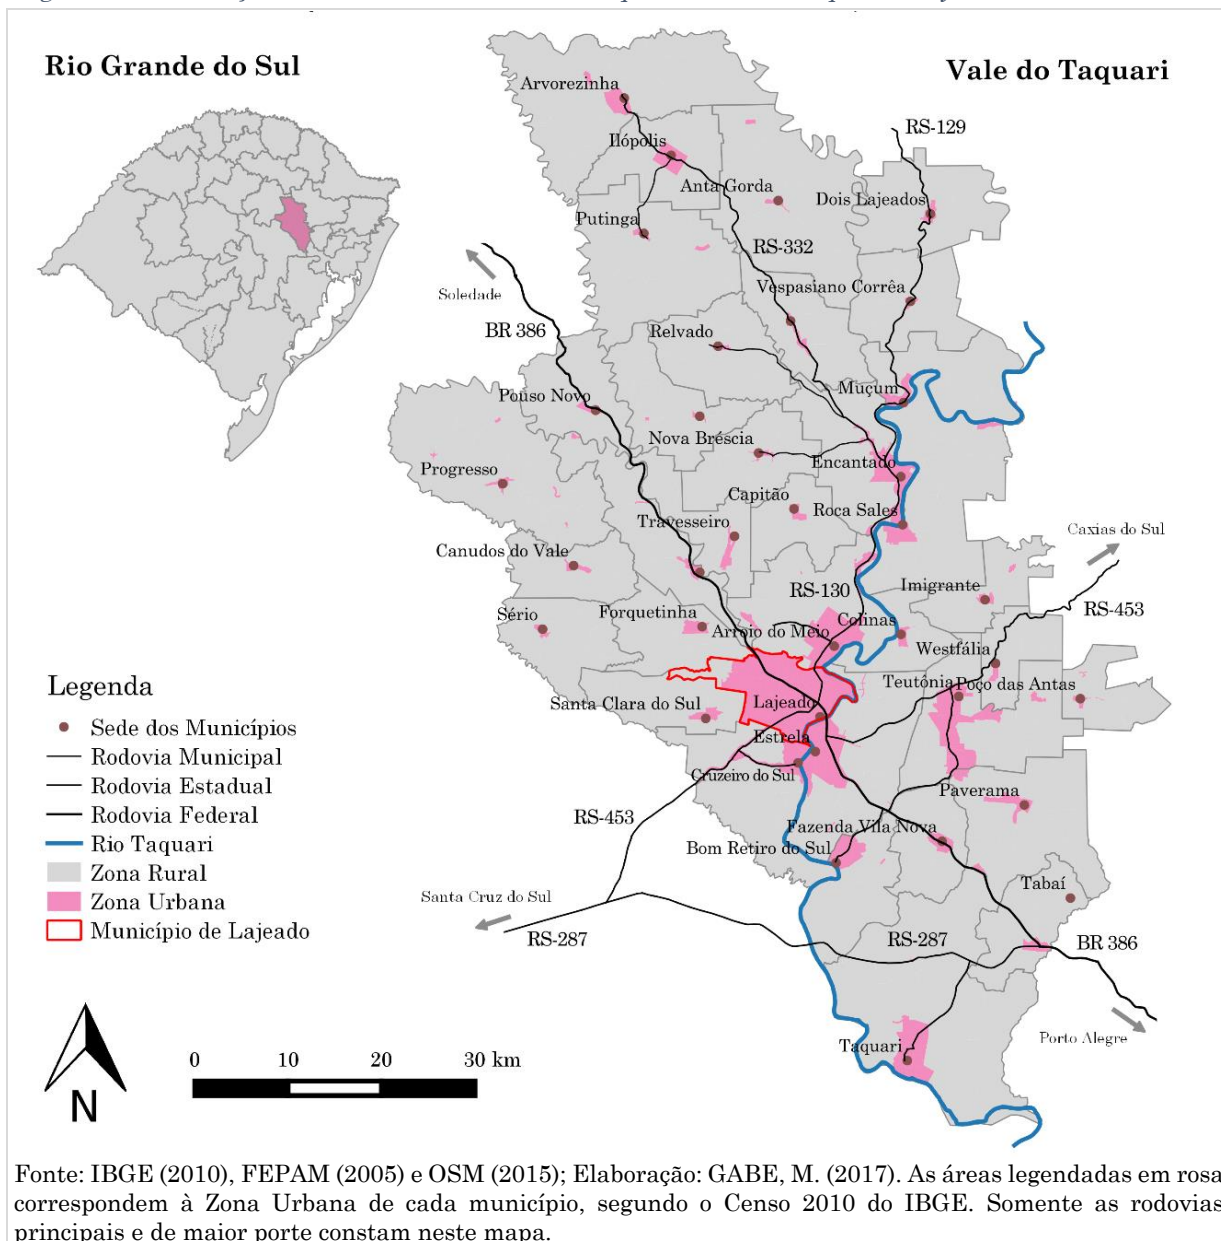 Rio Grande do Sul
Vale do Taquari
Arvorezinha
RS-129
Ilópolis
Anta Gorda
Dois Lajeados
Putinga
RS-332
Soledade
Vespasiano Corrêa
BR 386
Relvado
Muçum
Pouso Novo
Nova Bréscia
Encantado
Progresso
Capitão
Roca Sales
Travesseiro
Caxias do Sul
Canudos do Vale
RS-130
Imigrante
RS-453
Sério
Forquetinha
Colinas
Arroio do Meio
Westfália
Teutônia
Poço das Antas
Santa Clara do Sul
Lajeado
Estrela
Cruzeiro do Sul
Paverama
RS-453
Fazenda Vila Nova
Bom Retiro do Sul
Tabaí
Santa Cruz do Sul
RS-287
RS-287
BR 386
Porto Alegre
Taquari
Legenda
Sede dos Municípios
Rodovia Municipal
Rodovia Estadual
Rodovia Federal
Rio Taquari
Zona Rural
Zona Urbana
Município de Lajeado
N
0 10 20 30 km
Fonte: IBGE (2010), FEPAM (2005) e OSM (2015); Elaboração: GABE, M. (2017). As áreas legendadas em rosa
correspondem à Zona Urbana de cada município, segundo o Censo 2010 do IBGE. Somente as rodovias
principais e de maior porte constam neste mapa.